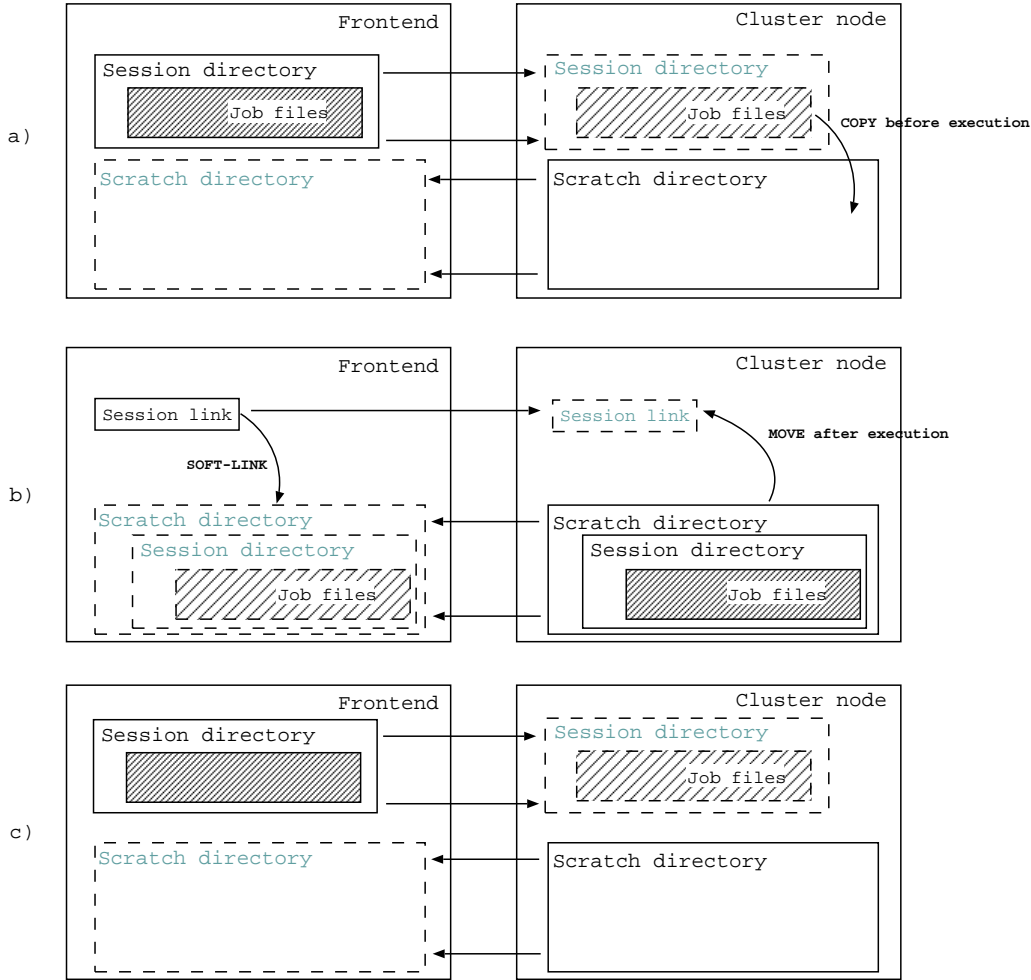 Frontend
Cluster node
Session directory
Session directory
Job files
Job files
COPY before execution
a)
Scratch directory
Scratch directory
Frontend
Cluster node
Session link
Session link
MOVE after execution
SOFT-LINK
b)
Scratch directory
Scratch directory
Session directory
Session directory
Job files
Job files
Frontend
Cluster node
Session directory
Session directory
Job files
c)
Scratch directory
Scratch directory